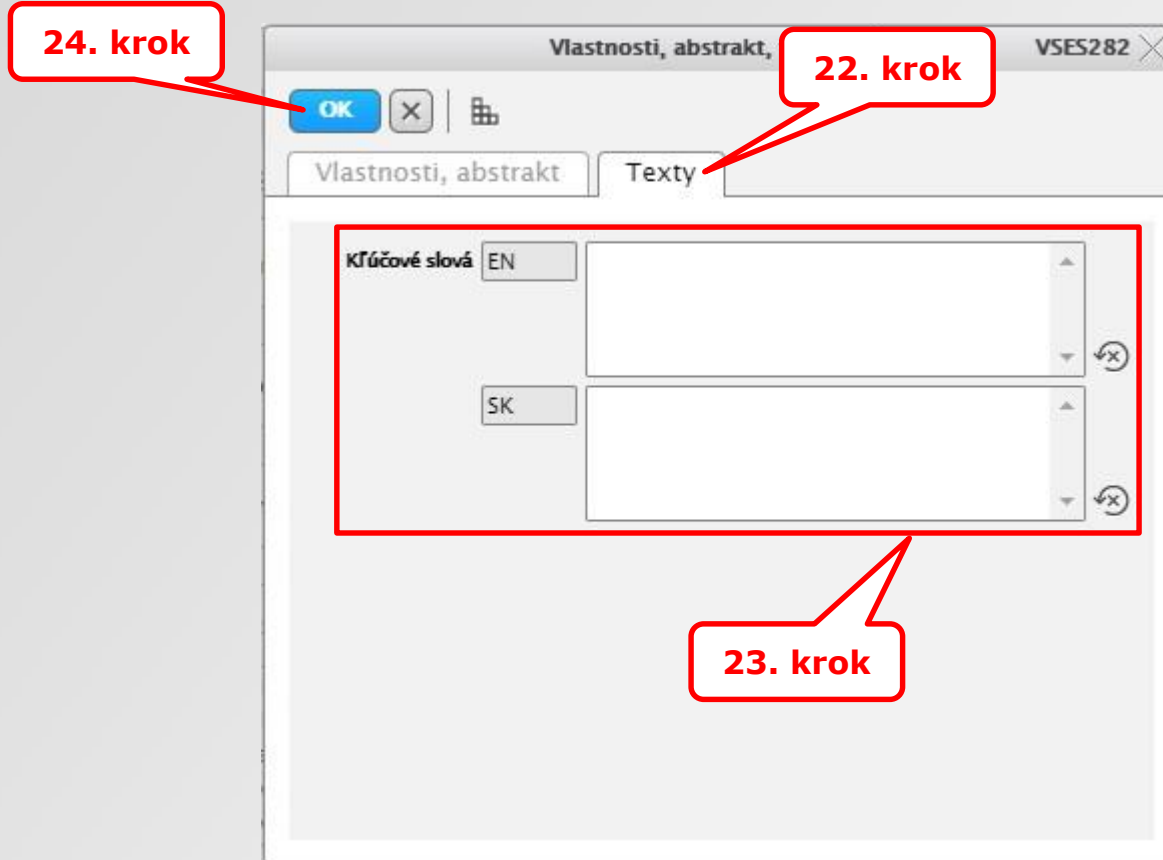 24. krok
Vlastnosti, abstrakt,
VSES282
22. krok
OK
Vlastnosti, abstrakt
Texty
Kľúčové slová
EN
SK
23. krok